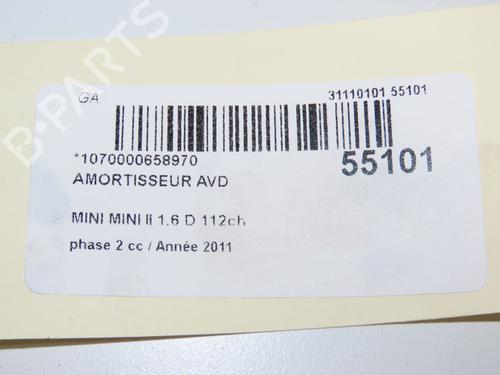 B-PARTS
GA
31110101 55101
*1070000658970
55101
AMORTISSEUR AVD
MINI MINI II 1.6 D 112ch
phase 2 cc / Année 2011